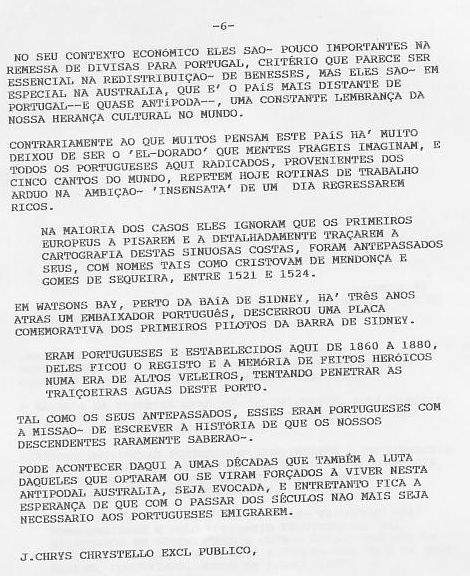 -6-
NO SEU CONTEXTO ECONÓMICO ELES SAO~ POUCO IMPORTANTES NA
REMESSA DE DIVISAS PARA PORTUGAL, CRITÉRIO QUE PARECE SER
ESSENCIAL NA REDISTRIBUIÇAO~ DE BENESSES, MAS ELES SAO~ EM
ESPECIAL NA AUSTRALIA, QUE E' O PAÍS MAIS DISTANTE DE
PORTUGAL--E QUASE ANTÍPODA--, UMA CONSTANTE LEMBRANÇA DA
NOSSA HERANÇA CULTURAL NO MUNDO.
CONTRARIAMENTE AO QUE MUITOS PENSAM ESTE PAíS HA' MUITO
DEIXOU DE SER O 'EL-DORADO' QUE MENTES FRAGEIS IMAGINAM, E
TODOS OS PORTUGUESES AQUI RADICADOS, PROVENIENTES DOS
CINCO CANTOS DO MUNDO, REPETEM HOJE ROTINAS DE TRABALHO
ARDUO NA AMBIÇAO~ 'INSENSATA' DE UM DIA REGRESSAREM
RICOS.
NA MAIORIA DOS CASOS ELES IGNORAM QUE OS PRIMEIROS
EUROPEUS A PISAREM E A DETALHADAMENTE TRAÇAREM A
CARTOGRAFIA DESTAS SINUOSAS COSTAS, FORAM ANTEPASSADOS
SEUS, COM NOMES TAIS COMO CRISTOVAM DE MENDONÇA E
GOMES DE SEQUEIRA, ENTRE 1521 E 1524.
EM WATSONS BAY, PERTO DA BAíA DE SIDNEY, HA' TRêS ANOS
ATRAS UM EMBAIXADOR PORTUGUêS, DESCERROU UMA PLACA
COMEMORATIVA DOS PRIMEIROS PILOTOS DA BARRA DE SIDNEY.
ERAM PORTUGUESES E ESTABELECIDOS AQUI DE 1860 A 1880,
DELES FICOU O REGISTO E A MEMÓRIA DE FEITOS HERÓICOS
NUMA ERA DE ALTOS VELEIROS, TENTANDO PENETRAR AS
TRAIÇOEIRAS AGUAS DESTE PORTO.
TAL COMO OS SEUS ANTEPASSADOS, ESSES ERAM PORTUGUESES COM
A MISSAO~ DE ESCREVER A HISTÓRIA DE QUE OS NOSSOS
DESCENDENTES RARAMENTE SABERAO~.
PODE ACONTECER DAQUI A UMAS DÉCADAS QUE TAMBÉM A LUTA
DAQUELES QUE OPTARAM OU SE VIRAM FORÇADOS A VIVER NESTA
ANTIPODAL AUSTRALIA, SEJA EVOCADA, E ENTRETANTO FICA A
ESPERANÇA DE QUE COM O PASSAR DOS SÉCULOS NAO MAIS SEJA
NECESSARIO AOS PORTUGUESES EMIGRAREM.
J.CHRYS CHRYSTELLO EXCL PUBLICO,